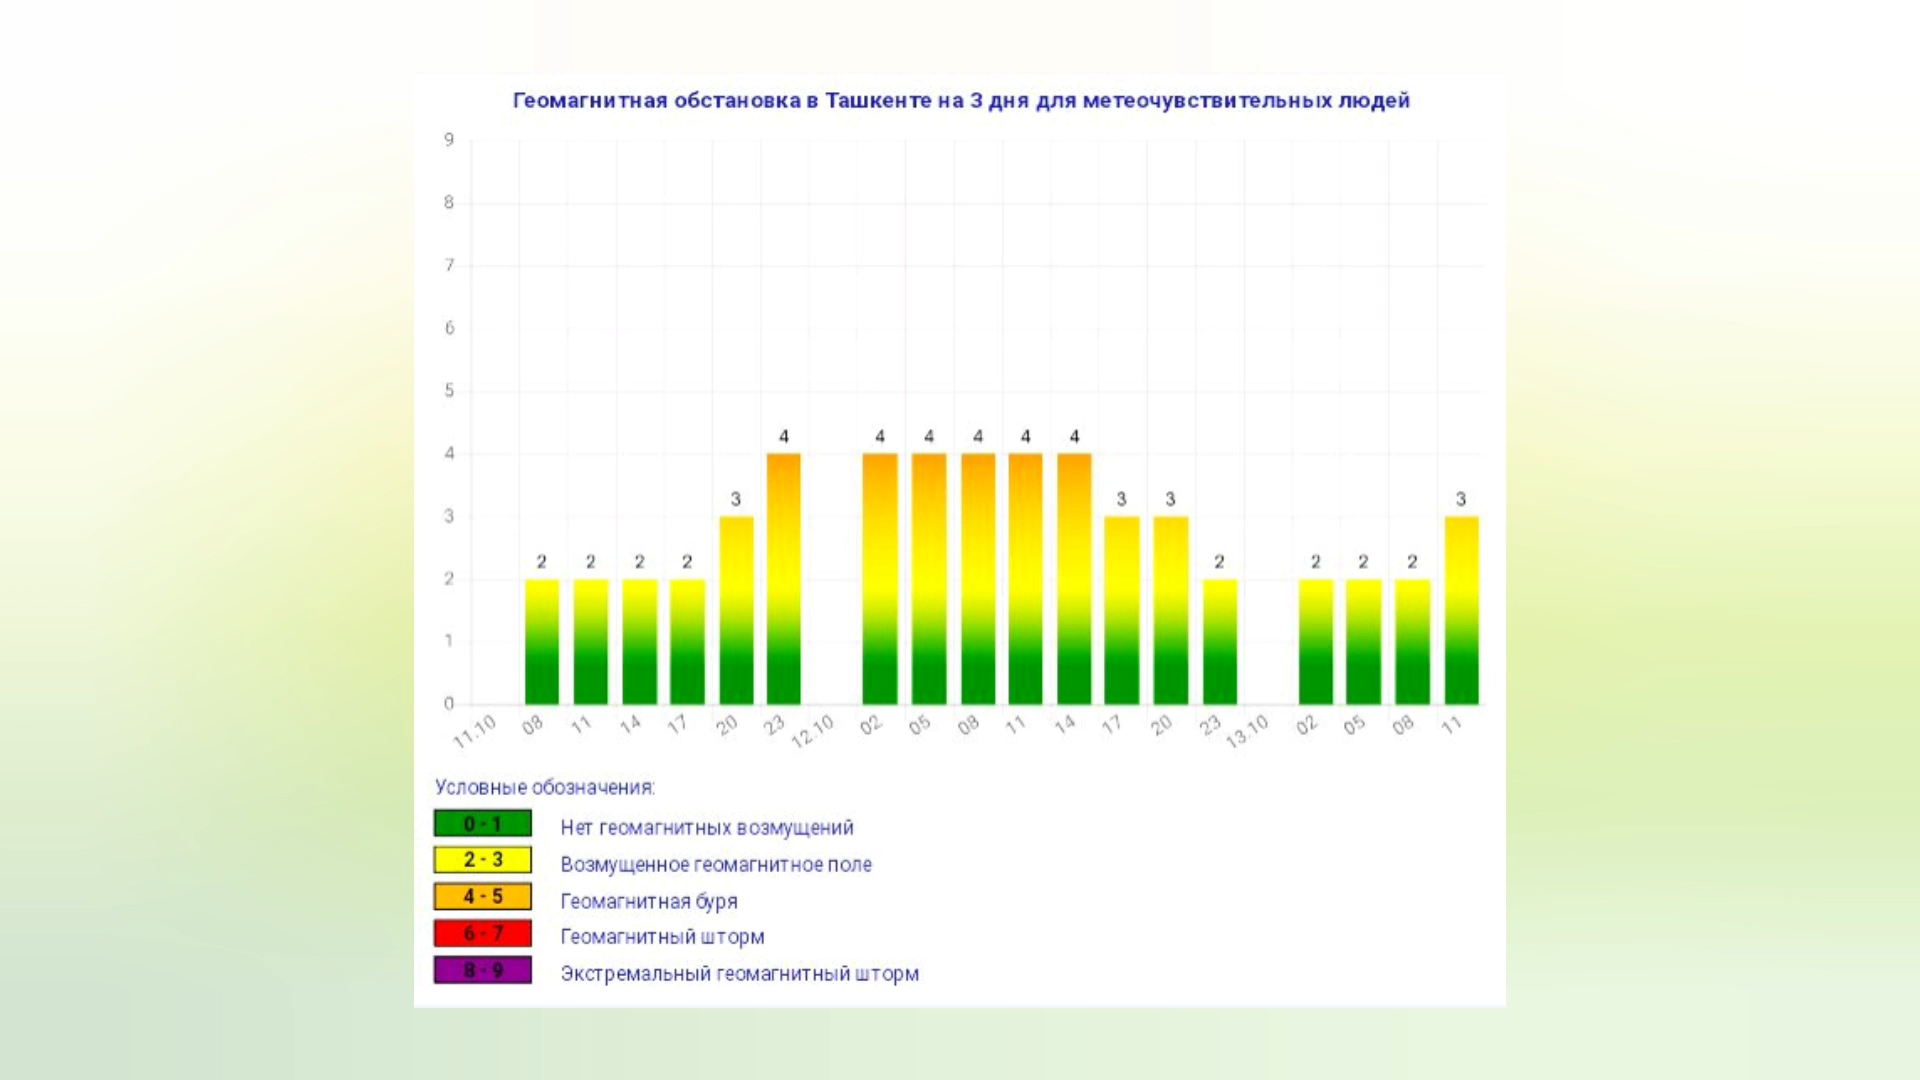 Геомагнитная обстановка в Ташкенте на 3 дня для метеочувствительных людей
9
8
7
6
5
4
3
2
1
0
2 2 2 2 3 4 4 4 4 4 4 3 3 2 2 2 2 3
11.10 08 11 14 17 20 23 12.10 02 05 08 11 14 17 20 23 13.10 02 05 08 11
Условные обозначения:
0 - 1 Нет геомагнитных возмущений
2 - 3 Возмущенное геомагнитное поле
4 - 5 Геомагнитная буря
6 - 7 Геомагнитный шторм
8 - 9 Экстремальный геомагнитный шторм